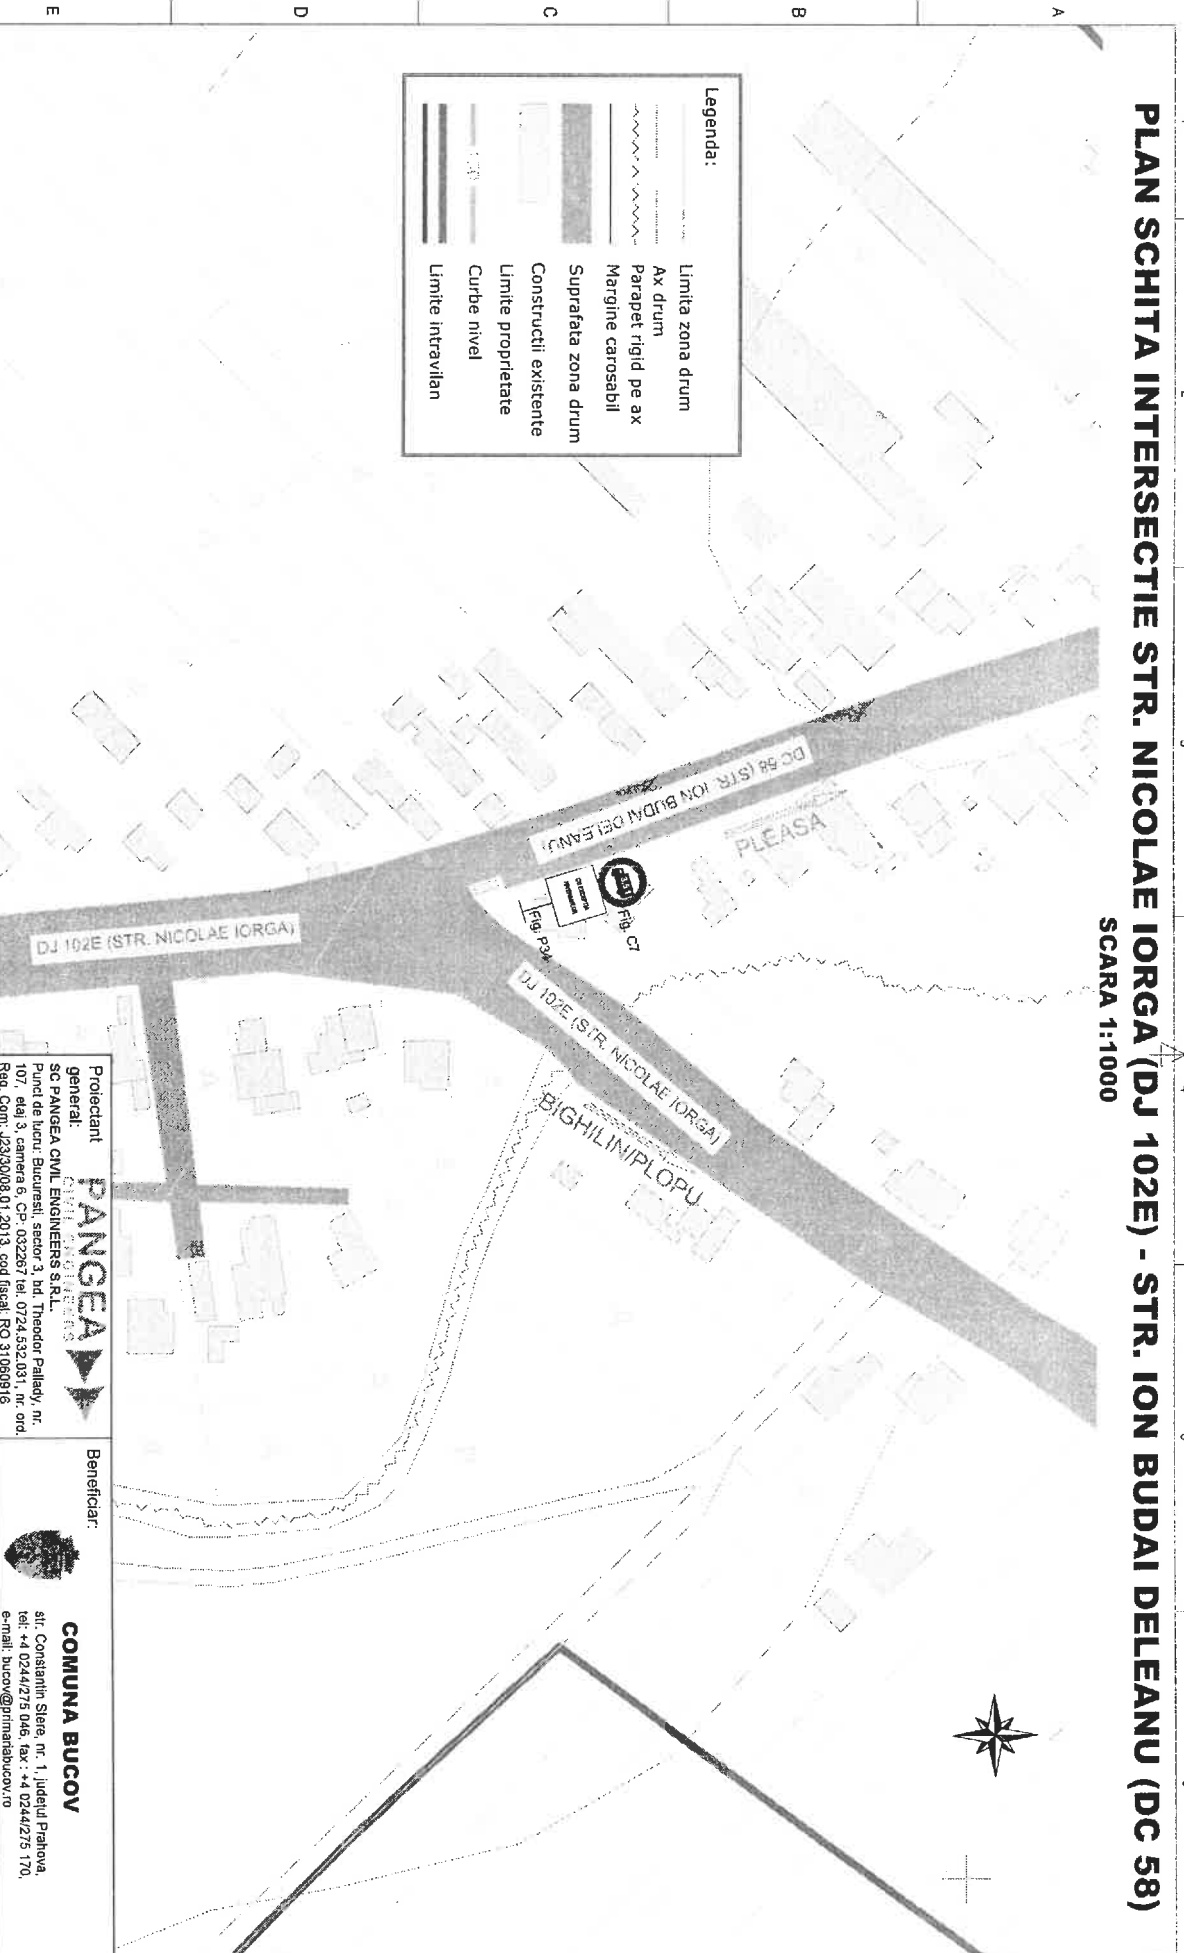 PLAN SCHITA INTERSECTIE STR. NICOLAE IORGA (DJ 102E) - STR. ION BUDAI DELEANU (DC 58)
SCARA 1:1000
A
B
C
D
E
Legenda:
Limita zona drum
Ax drum
Parapet rigid pe ax
Margine carosabil
Suprafata zona drum
Constructii existente
Limite proprietate
Curbe nivel
Limite intravilan
DC 58 (STR. ION BUDAI DELEANU)
PLEASA
Fig. C7
Fig. P34
DJ 102E (STR. NICOLAE IORGA)
DJ 102E (STR. NICOLAE IORGA)
BIGHILIN/PLOPU
Proiectant
general:
PANGEA
CIVIL ENGINEERS
SC PANGEA CIVIL ENGINEERS S.R.L.
Punct de lucru: Bucuresti, sector 3, bd. Theodor Pallady, nr.
107, etaj 3, camera 6, CP: 032267 tel. 0724.532.031, nr. ord.
Reg. Com: J23/30/08.01.2013, cod fiscal: RO 31060916
Beneficiar:
COMUNA BUCOV
str. Constantin Stere, nr. 1, județul Prahova,
tel: +4 0244/275 046, fax: +4 0244/275 170,
e-mail: bucov@primariabucov.ro